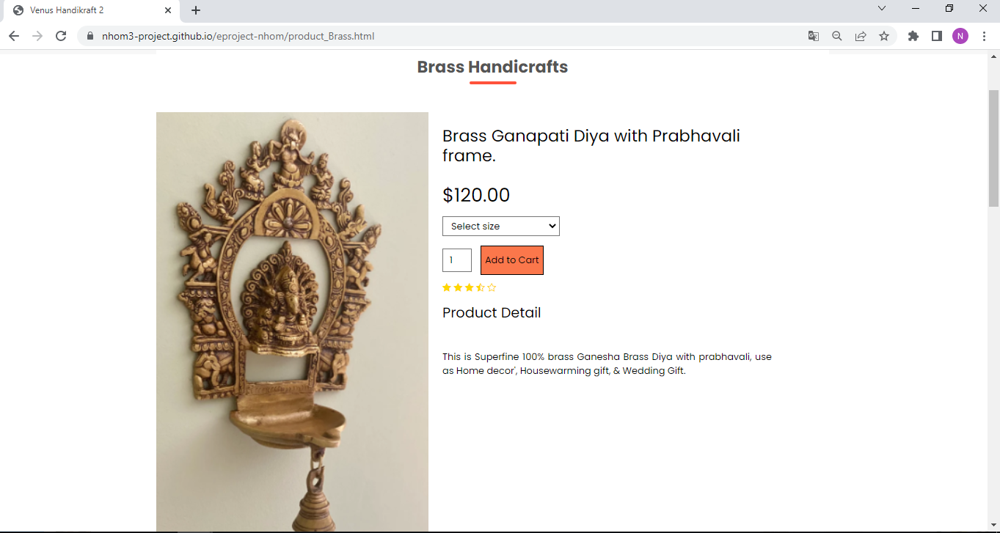 Venus Handikraft 2
nhom3-project.github.io/eproject-nhom/product_Brass.html
N
Brass Handicrafts
Brass Ganapati Diya with Prabhavali
frame.
$120.00
Select size
1
Add to Cart
Product Detail
This is Superfine 100% brass Ganesha Brass Diya with prabhavali, use
as Home decor', Housewarming gift, & Wedding Gift.